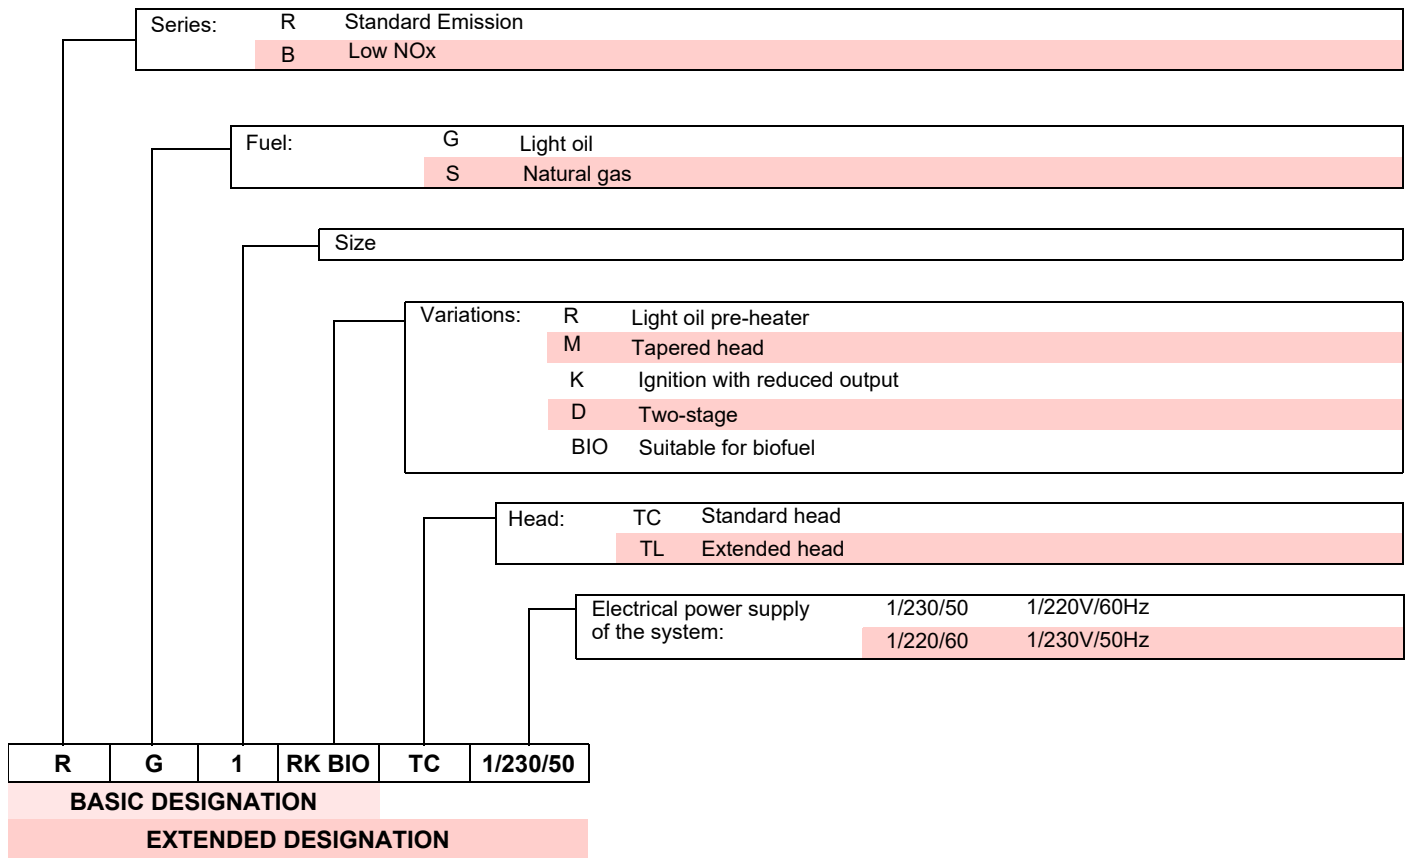 Series: R Standard Emission
B Low NOx
Fuel: G Light oil
S Natural gas
Size
Variations: R Light oil pre-heater
M Tapered head
K Ignition with reduced output
D Two-stage
BIO Suitable for biofuel
Head: TC Standard head
TL Extended head
Electrical power supply 1/230/50 1/220V/60Hz
of the system: 1/220/60 1/230V/50Hz
R G 1 RK BIO TC 1/230/50
BASIC DESIGNATION
EXTENDED DESIGNATION